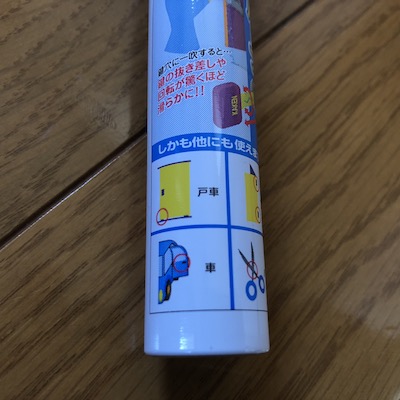 鍵穴に一吹すると…
鍵の抜き差しや
回転が驚くほど
滑らかに!!
しかも他にも使えま
戸車
車